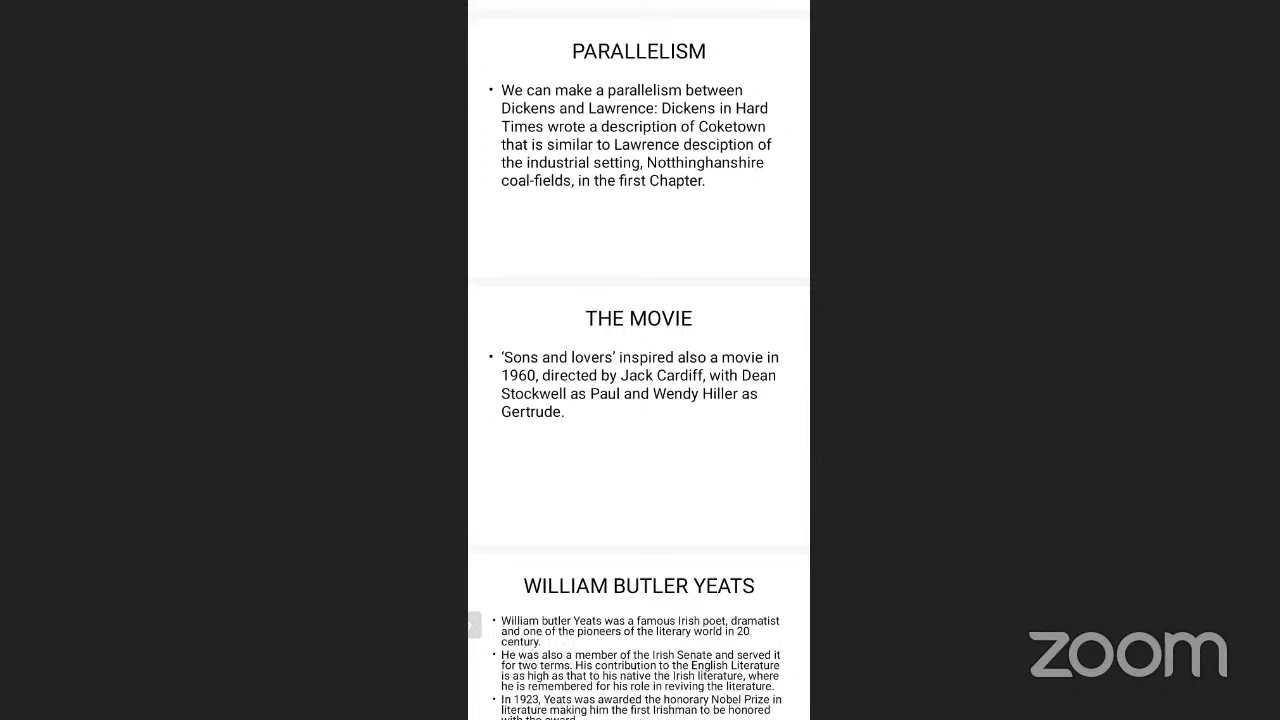 PARALLELISM
• We can make a parallelism between
Dickens and Lawrence: Dickens in Hard
Times wrote a description of Coketown
that is similar to Lawrence desciption of
the industrial setting, Notthinghanshire
coal-fields, in the first Chapter.
THE MOVIE
• ‘Sons and lovers’ inspired also a movie in
1960, directed by Jack Cardiff, with Dean
Stockwell as Paul and Wendy Hiller as
Gertrude.
WILLIAM BUTLER YEATS
• William butler Yeats was a famous Irish poet, dramatist
and one of the pioneers of the literary world in 20
century.
• He was also a member of the Irish Senate and served it
for two terms. His contribution to the English Literature
is as high as that to his native the Irish literature, where
he is remembered for his role in reviving the literature.
• In 1923, Yeats was awarded the honorary Nobel Prize in
literature making him the first Irishman to be honored
with the award
zoom